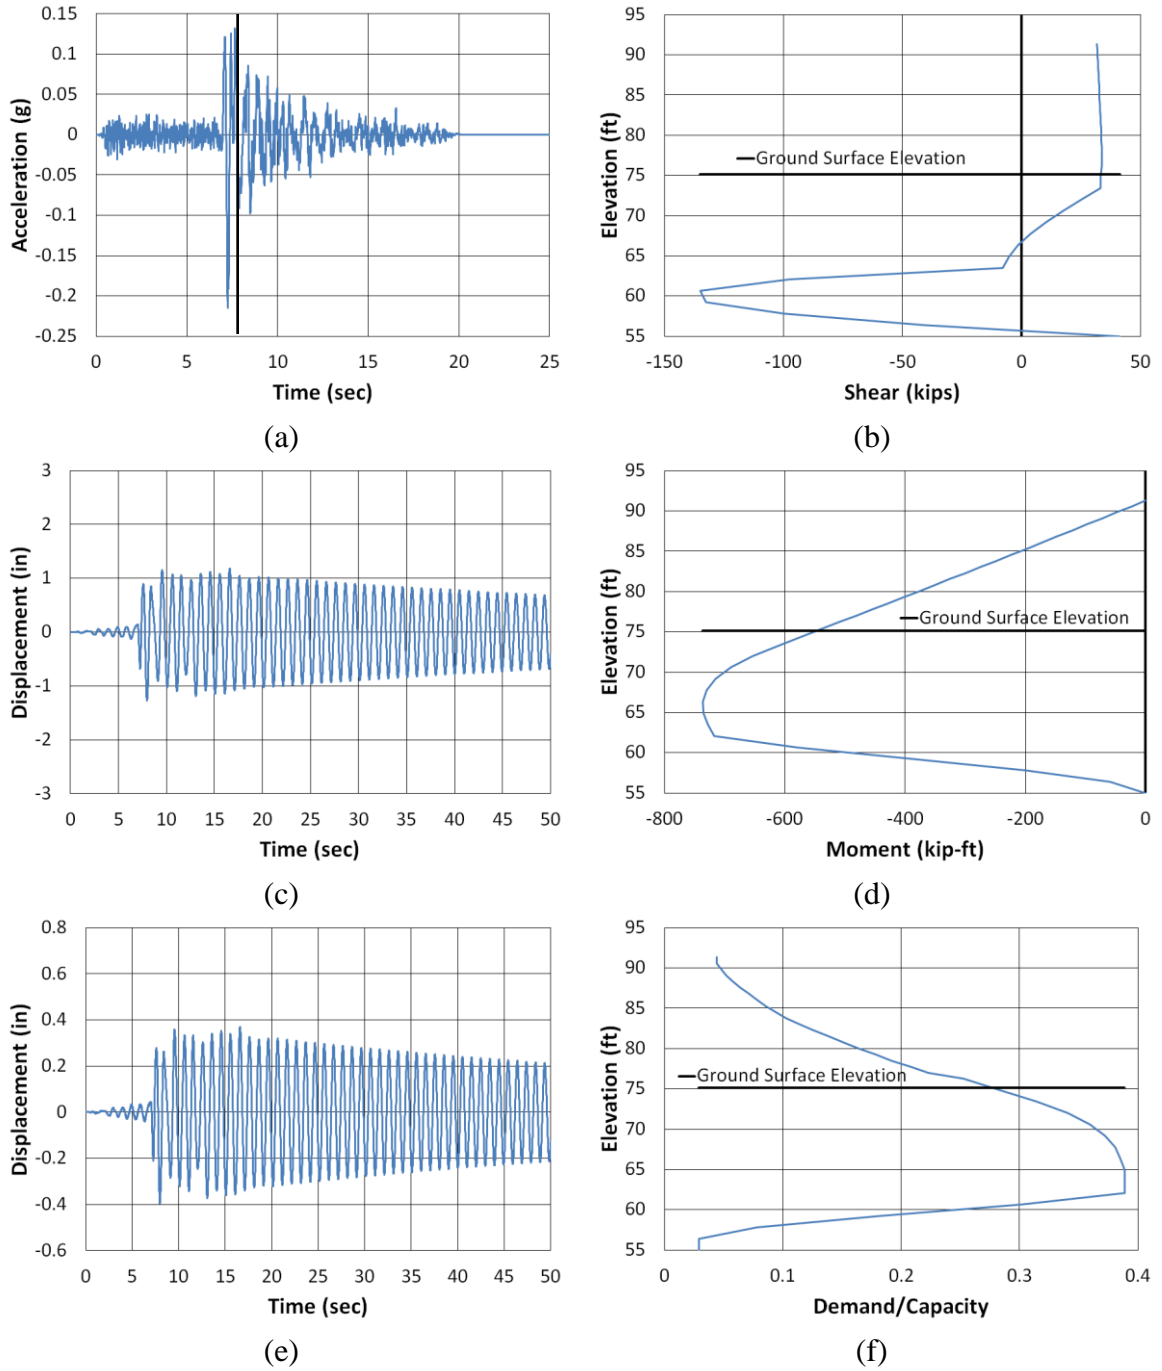 0.15
0.1
0.05
0
-0.05
-0.1
-0.15
-0.2
-0.25
Acceleration (g)
0 5 10 15 20 25
Time (sec)
(a)
95
90
85
80
75
70
65
60
55
Elevation (ft)
Ground Surface Elevation
-150 -100 -50 0 50
Shear (kips)
(b)
3
2
1
0
-1
-2
-3
Displacement (in)
0 5 10 15 20 25 30 35 40 45 50
Time (sec)
(c)
95
90
85
80
75
70
65
60
55
Elevation (ft)
Ground Surface Elevation
-800 -600 -400 -200 0
Moment (kip-ft)
(d)
0.8
0.6
0.4
0.2
0
-0.2
-0.4
-0.6
Displacement (in)
0 5 10 15 20 25 30 35 40 45 50
Time (sec)
(e)
95
90
85
80
75
70
65
60
55
Elevation (ft)
Ground Surface Elevation
0 0.1 0.2 0.3 0.4
Demand/Capacity
(f)